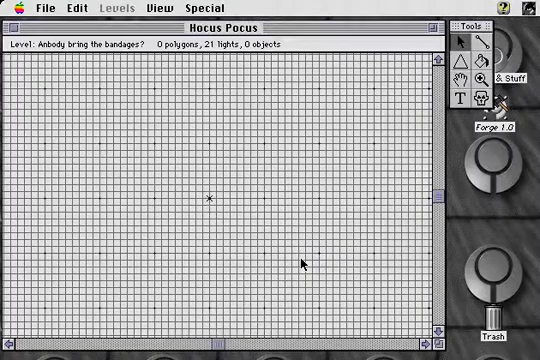 File Edit Levels View Special
Hocus Pocus
Tools
Level: Anbody bring the bandages? 0 polygons, 21 lights, 0 objects
& Stuff
T
Forge 1.0
Trash